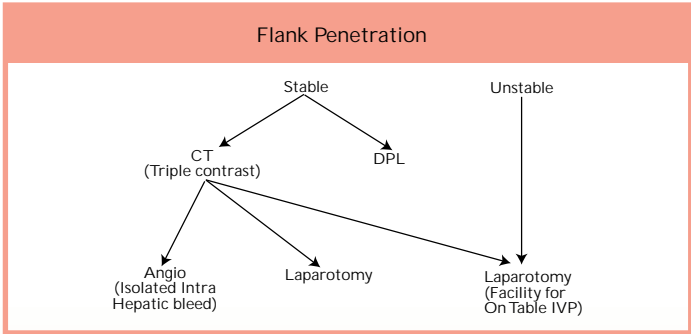 Flank Penetration
Stable
Unstable
CT
(Triple contrast)
DPL
Angio
(Isolated Intra
Hepatic bleed)
Laparotomy
Laparotomy
(Facility for
On Table IVP)